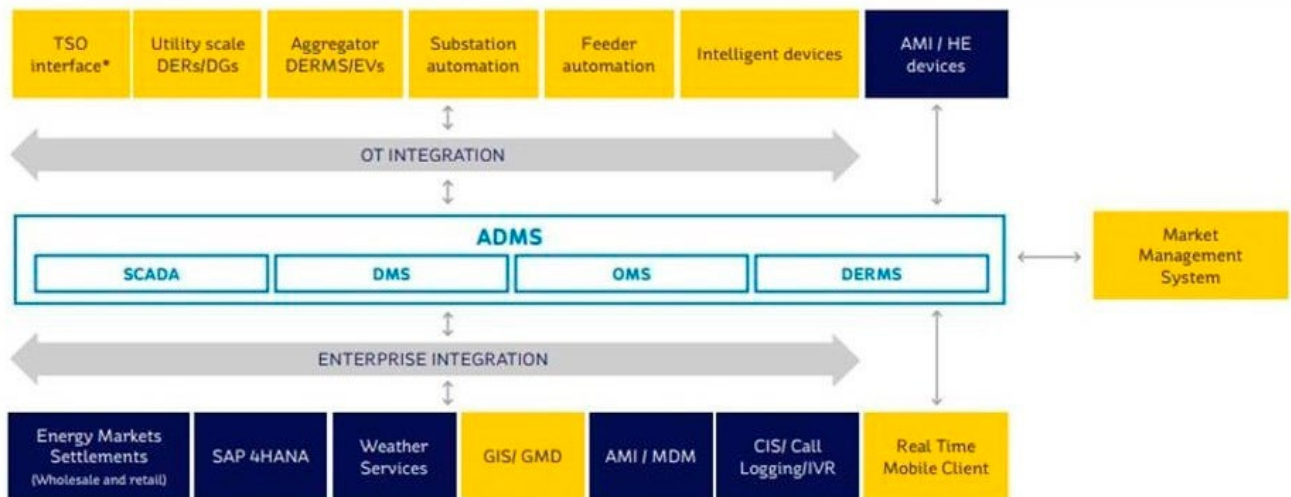 TSO
interface*
Utility scale
DERs/DGs
Aggregator
DERMS/EVs
Substation
automation
Feeder
automation
Intelligent devices
AMI / HE
devices
OT INTEGRATION
ADMS
SCADA
DMS
OMS
DERMS
Market
Management
System
ENTERPRISE INTEGRATION
Energy Markets
Settlements
(Wholesale and retail)
SAP 4HANA
Weather
Services
GIS/ GMD
AMI / MDM
CIS/ Call
Logging/IVR
Real Time
Mobile Client